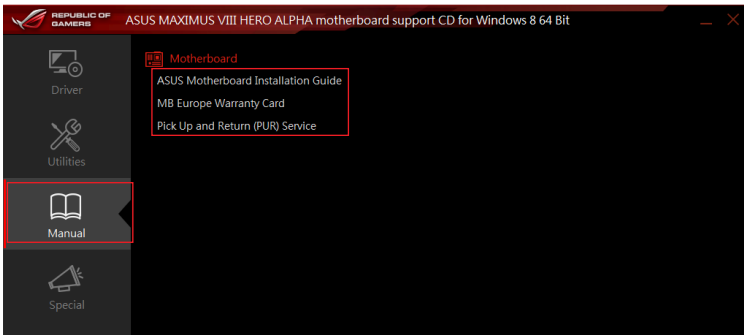 REPUBLIC OF
GAMERS
ASUS MAXIMUS VIII HERO ALPHA motherboard support CD for Windows 8 64 Bit
Driver
Utilities
Manual
Special
Motherboard
ASUS Motherboard Installation Guide
MB Europe Warranty Card
Pick Up and Return (PUR) Service